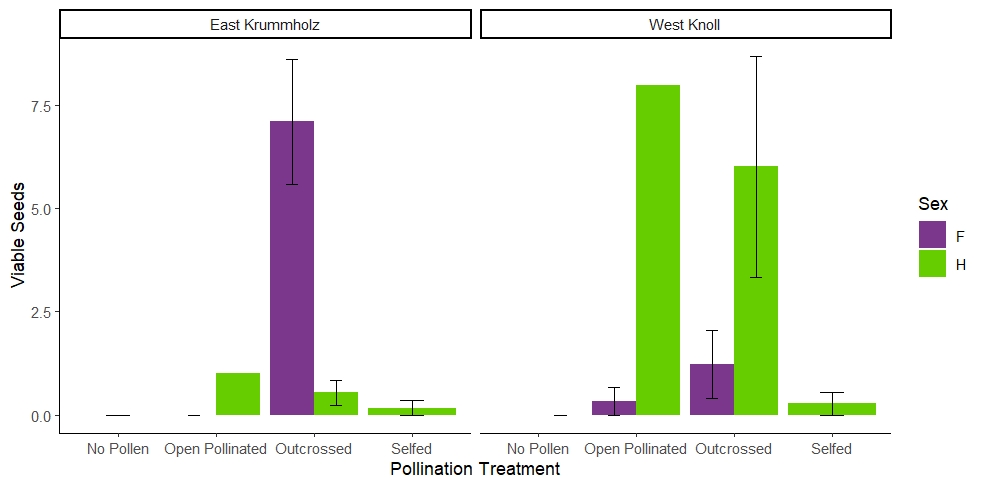 East Krummholz
West Knoll
7.5
5.0
2.5
0.0
Viable Seeds
No Pollen
Open Pollinated
Outcrossed
Selfed
No Pollen
Open Pollinated
Outcrossed
Selfed
Pollination Treatment
Sex
F
H